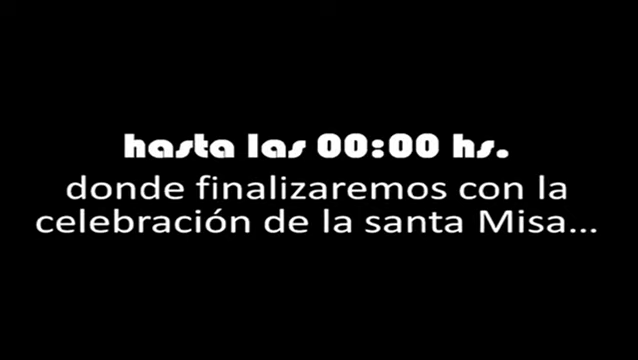 hasta las 00:00 hs.
donde finalizaremos con la
celebración de la santa Misa...